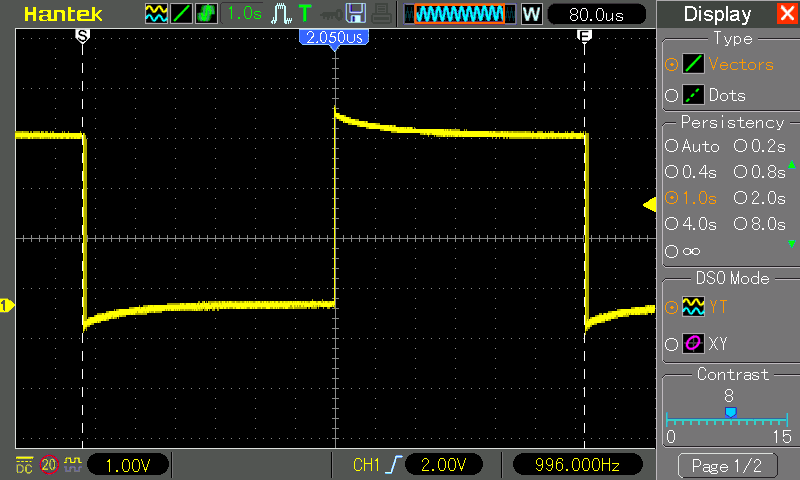 Hantek 1.0s T W 80.0us Display X
S 2.050us E
Type
Vectors
Dots
Persistency
Auto 0.2s
0.4s 0.8s
1.0s 2.0s
4.0s 8.0s
∞
1
DSO Mode
YT
XY
Contrast
8
0 15
DC 20 1.00V CH1 2.00V 996.000Hz Page 1/2